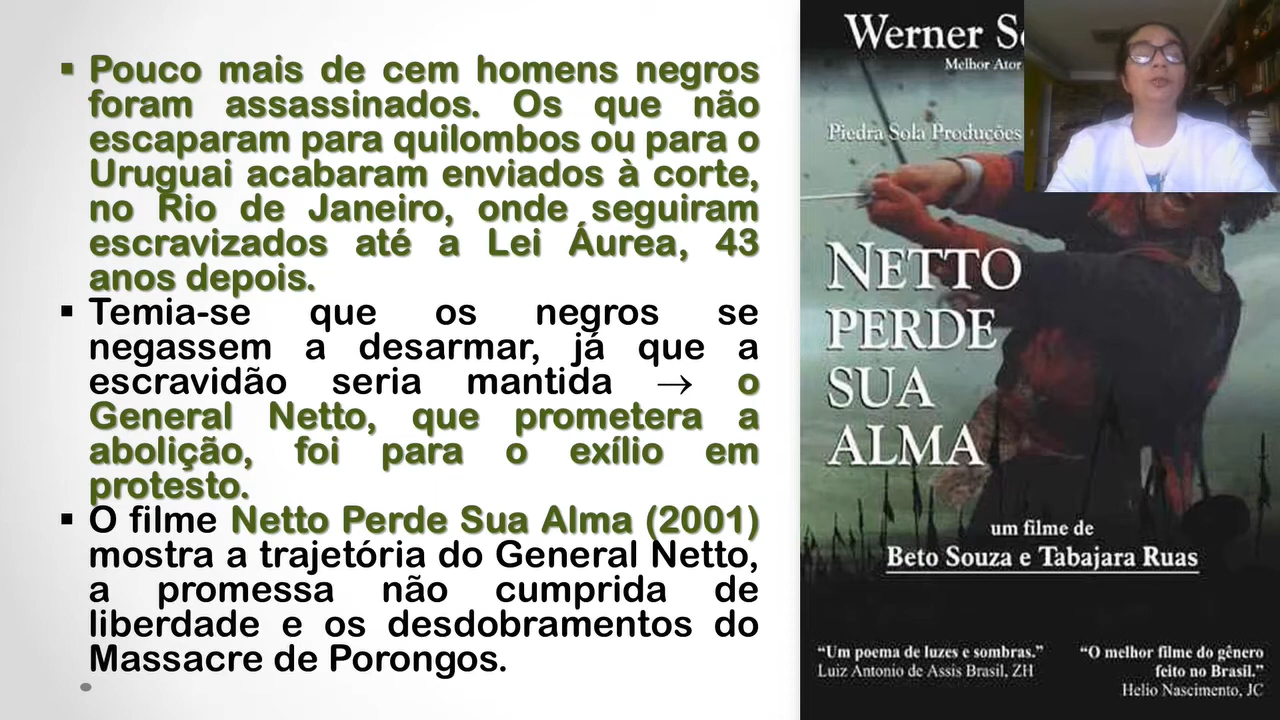 Pouco mais de cem homens negros
foram assassinados. Os que não
escaparam para quilombos ou para o
Uruguai acabaram enviados à corte,
no Rio de Janeiro, onde seguiram
escravizados até a Lei Áurea, 43
anos depois.
Temia-se que os negros se
negassem a desarmar, já que a
escravidão seria mantida → o
General Netto, que prometera a
abolição, foi para o exílio em
protesto.
O filme Netto Perde Sua Alma (2001)
mostra a trajetória do General Netto,
a promessa não cumprida de
liberdade e os desdobramentos do
Massacre de Porongos.
Werner
Melhor Ator
Piedra Sola Produções
NETTO
PERDE
SUA
ALMA
um filme de
Beto Souza e Tabajara Ruas
“Um poema de luzes e sombras.”
Luiz Antonio de Assis Brasil, ZH
“O melhor filme do gênero
feito no Brasil.”
Helio Nascimento, JC